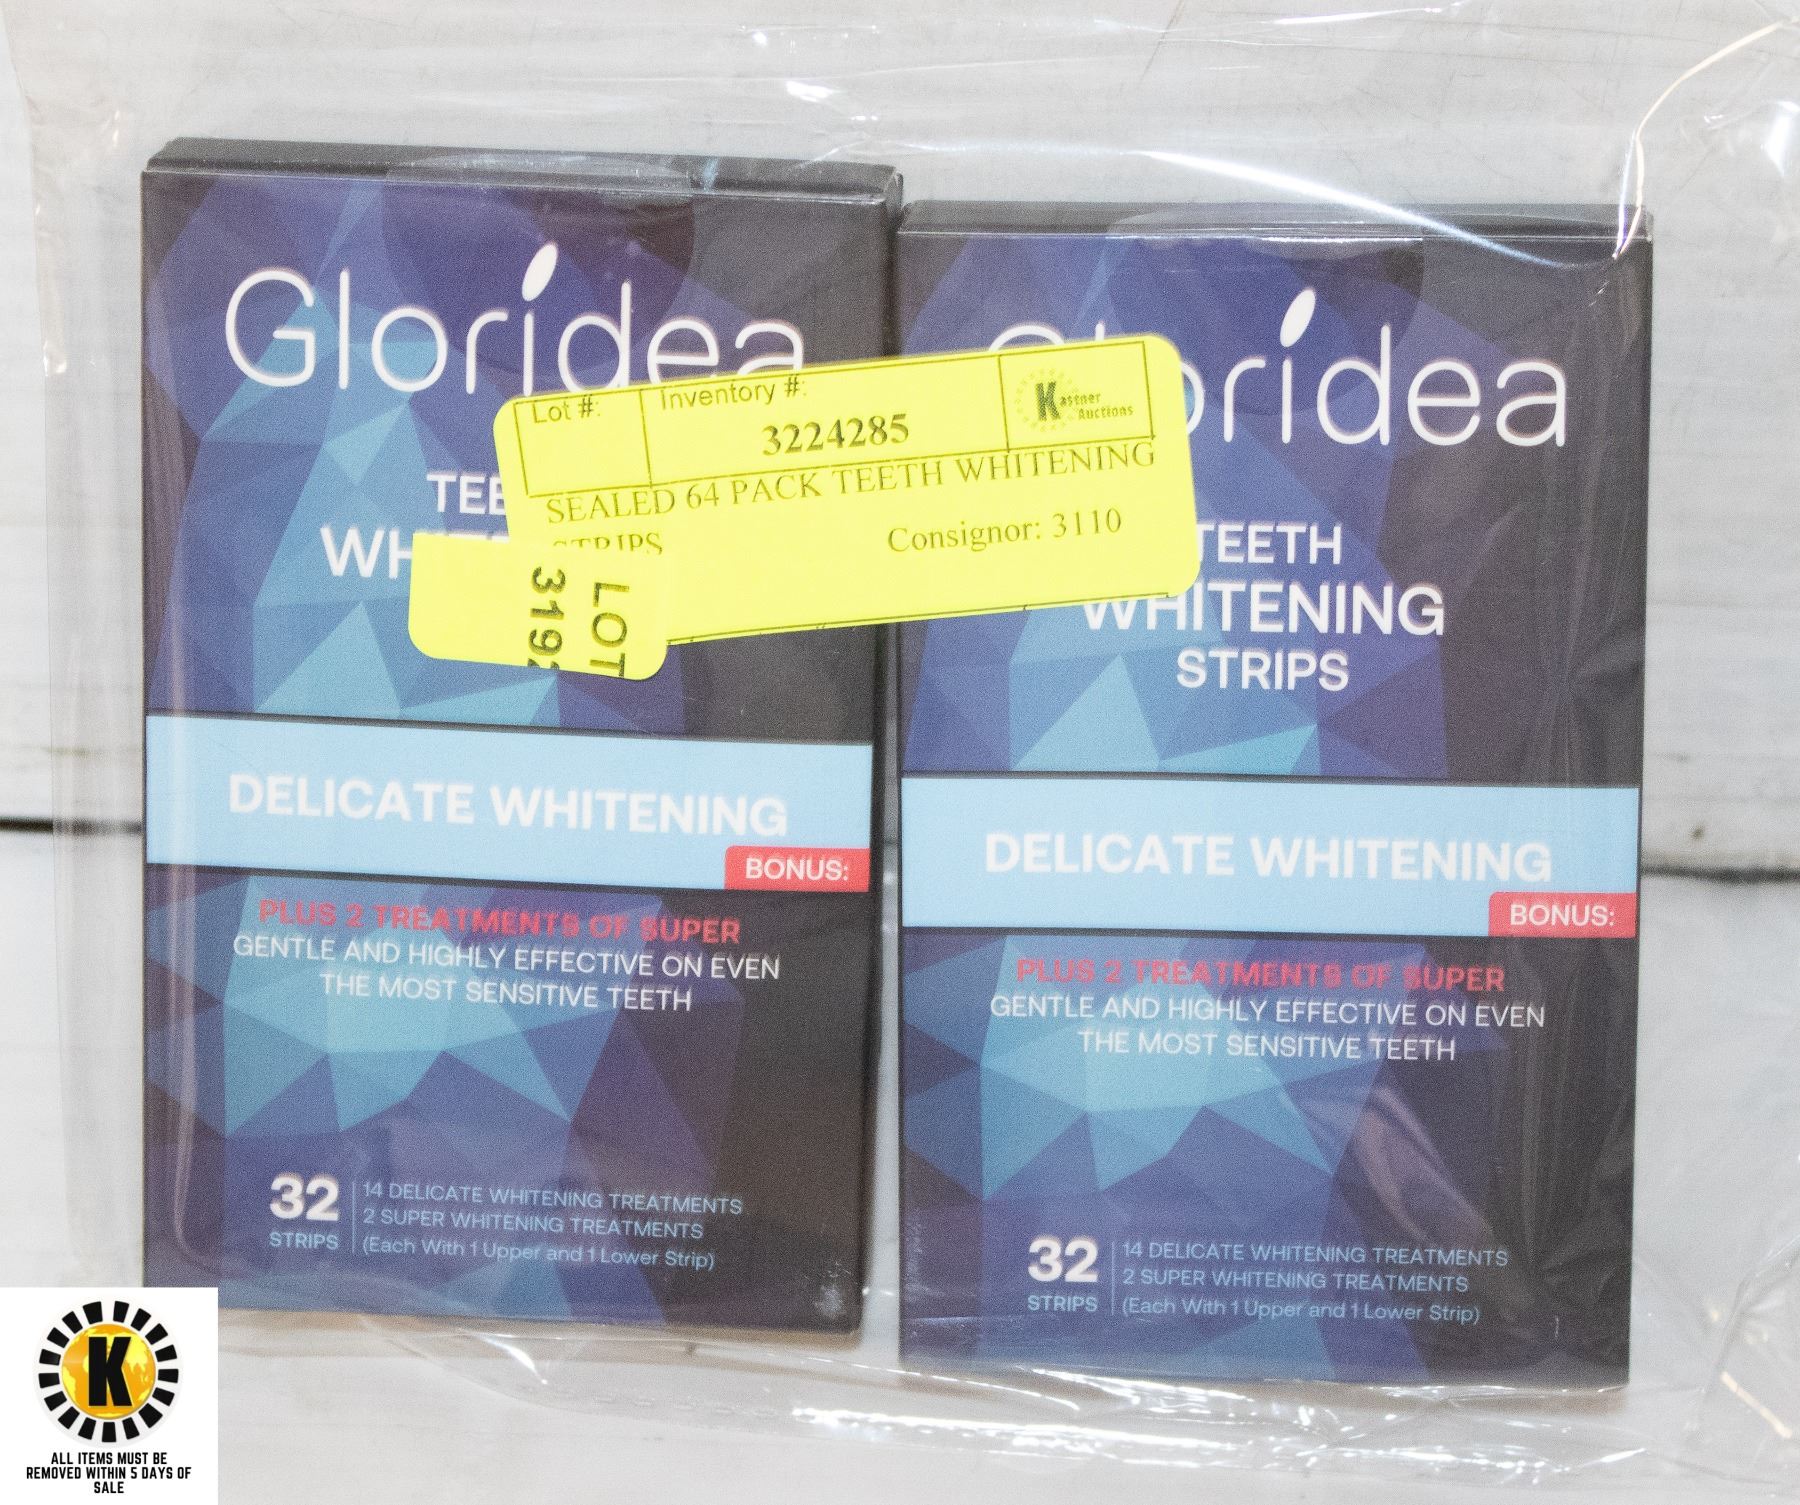 Gloridea
TEE
WH
DELICATE WHITENING
BONUS:
PLUS 2 TREATMENTS OF SUPER
GENTLE AND HIGHLY EFFECTIVE ON EVEN
THE MOST SENSITIVE TEETH
32
STRIPS
14 DELICATE WHITENING TREATMENTS
2 SUPER WHITENING TREATMENTS
(Each With 1 Upper and 1 Lower Strip)
Lot #:
Inventory #:
3224285
Kastner
Auctions
SEALED 64 PACK TEETH WHITENING
STRIPS
Consignor: 3110
LOT
3192
Gloridea
TEETH
WHITENING
STRIPS
DELICATE WHITENING
BONUS:
PLUS 2 TREATMENTS OF SUPER
GENTLE AND HIGHLY EFFECTIVE ON EVEN
THE MOST SENSITIVE TEETH
32
STRIPS
14 DELICATE WHITENING TREATMENTS
2 SUPER WHITENING TREATMENTS
(Each With 1 Upper and 1 Lower Strip)
K
ALL ITEMS MUST BE
REMOVED WITHIN 5 DAYS OF
SALE